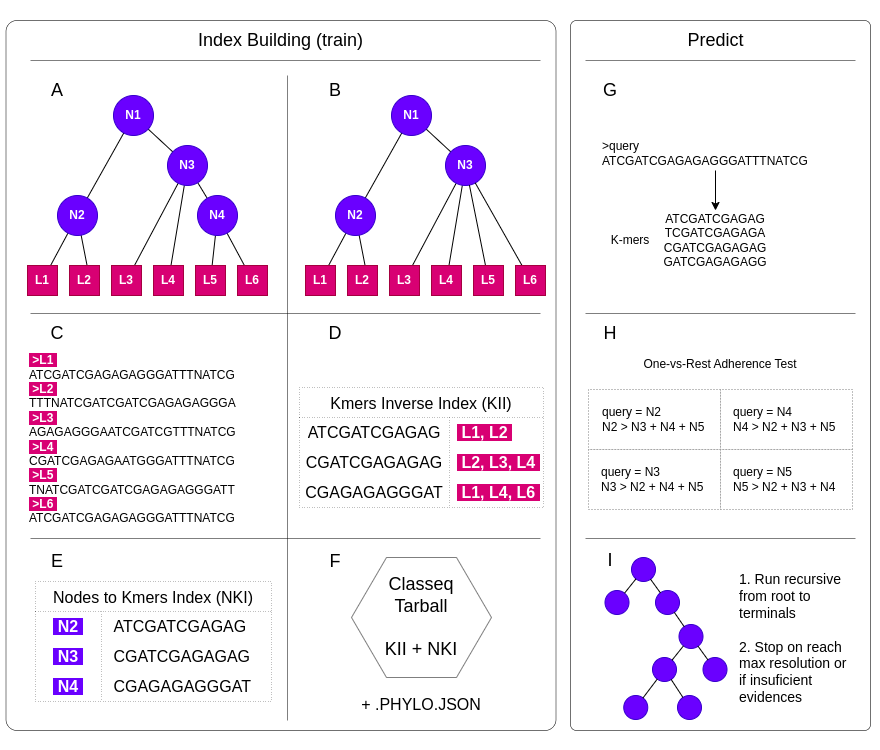 Index Building (train)
Predict
A
N1
N3
N2
N4
L1 L2 L3 L4 L5 L6
B
N1
N3
N2
L1 L2 L3 L4 L5 L6
C
>L1
ATCGATCGAGAGAGGGATTTNATCG
>L2
TTTNATCGATCGATCGAGAGAGGGA
>L3
AGAGAGGGAATCGATCGTTTNATCG
>L4
CGATCGAGAGAATGGGATTTNATCG
>L5
TNATCGATCGATCGAGAGAGGGATT
>L6
ATCGATCGAGAGAGGGATTTNATCG
D
Kmers Inverse Index (KII)
ATCGATCGAGAG L1, L2
CGATCGAGAGAG L2, L3, L4
CGAGAGAGGGAT L1, L4, L6
E
Nodes to Kmers Index (NKI)
N2 ATCGATCGAGAG
N3 CGATCGAGAGAG
N4 CGAGAGAGGGAT
F
Classeq
Tarball
KII + NKI
+ .PHYLO.JSON
G
>query
ATCGATCGAGAGAGGGATTTNATCG
K-mers
ATCGATCGAGAG
TCGATCGAGAGA
CGATCGAGAGAG
GATCGAGAGAGG
H
One-vs-Rest Adherence Test
query = N2
N2 > N3 + N4 + N5
query = N4
N4 > N2 + N3 + N5
query = N3
N3 > N2 + N4 + N5
query = N5
N5 > N2 + N3 + N4
I
1. Run recursive
from root to
terminals
2. Stop on reach
max resolution or
if insuficient
evidences